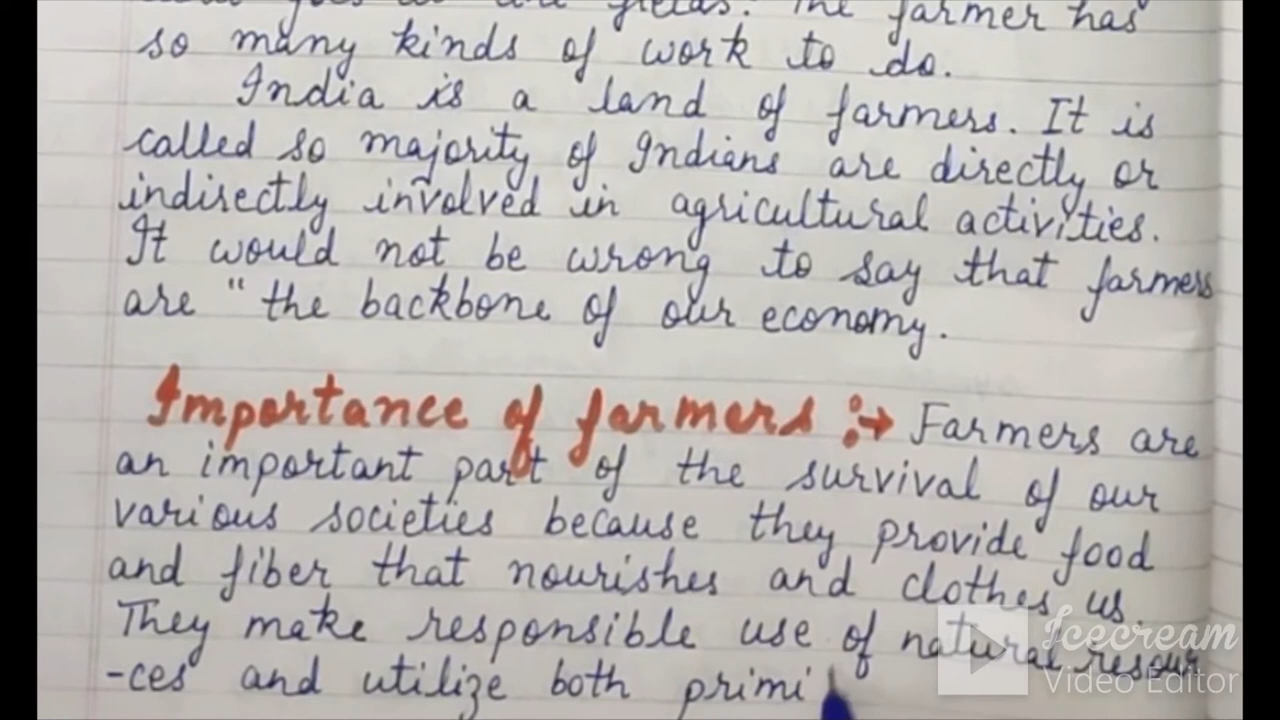 The farmer has
so many kinds of work to do.
India is a land of farmers. It is
called so majority of Indians are directly or
indirectly involved in agricultural activities.
It would not be wrong to say that farmers
are " the backbone of our economy.
Importance of farmers :→ Farmers are
an important part of the survival of our
various societies because they provide food
and fiber that nourishes and clothes us
They make responsible use of natural resour
-ces and utilize both primi
Icecream
Video Editor